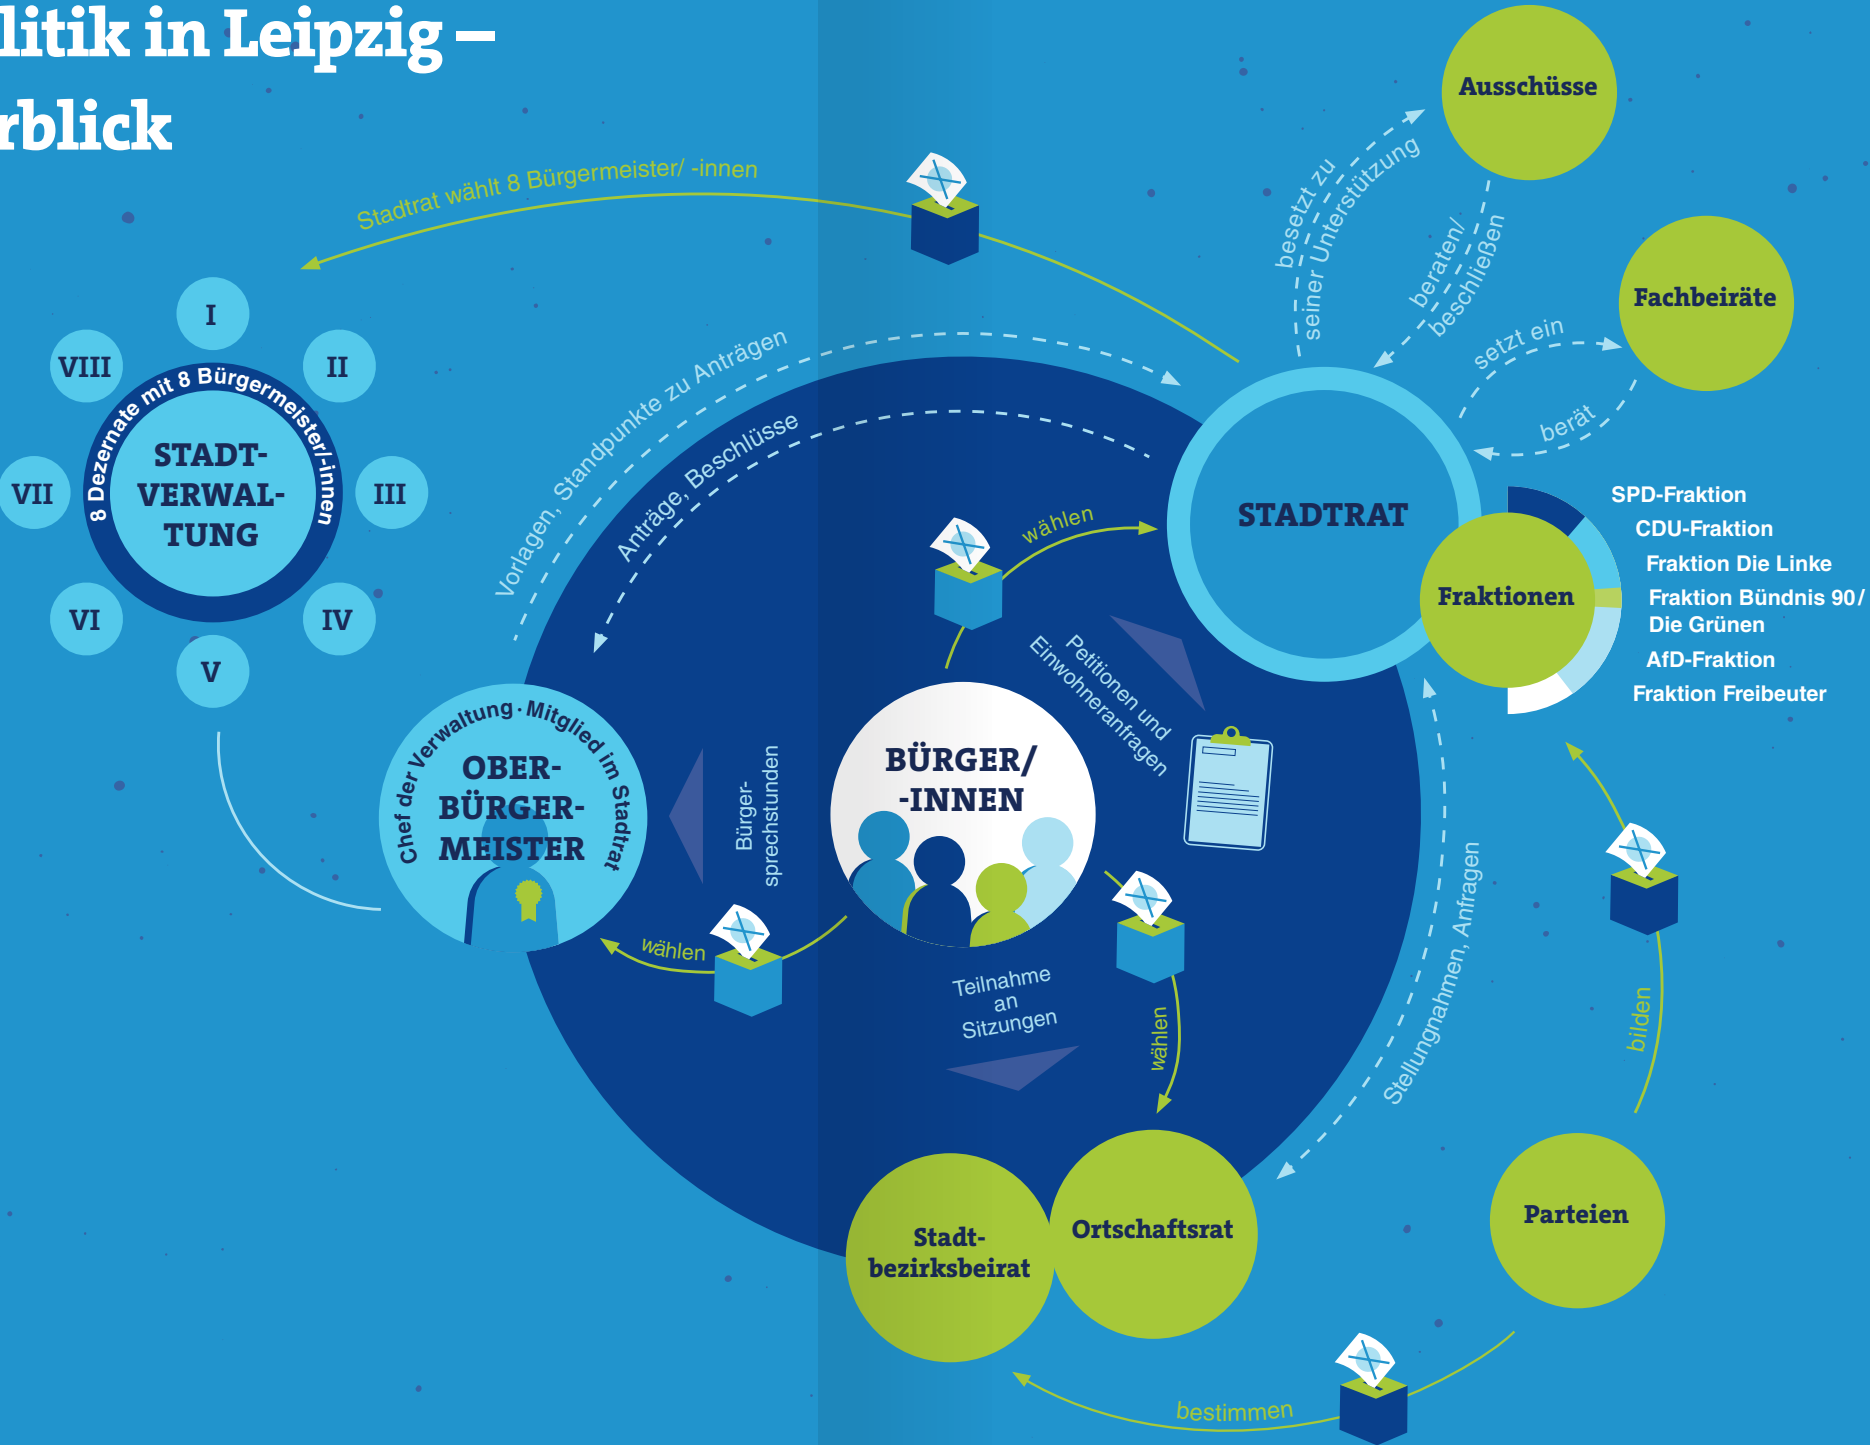 litik in Leipzig –
rblick
Stadtrat wählt 8 Bürgermeister/ -innen
I
II
III
IV
V
VI
VII
VIII
8 Dezernate mit 8 Bürgermeister/-innen
STADT-
VERWAL-
TUNG
Vorlagen, Standpunkte zu Anträgen
Anträge, Beschlüsse
Chef der Verwaltung · Mitglied im Stadtrat
OBER-
BÜRGER-
MEISTER
Bürger-
sprechstunden
wählen
BÜRGER/
-INNEN
wählen
Petitionen und
Einwohneranfragen
Teilnahme
an
Sitzungen
wählen
STADTRAT
besetzt zu
seiner Unterstützung
Ausschüsse
beraten/
beschließen
setzt ein
Fachbeiräte
berät
Fraktionen
SPD-Fraktion
CDU-Fraktion
Fraktion Die Linke
Fraktion Bündnis 90/
Die Grünen
AfD-Fraktion
Fraktion Freibeuter
Stellungnahmen, Anfragen
bilden
Stadt-
bezirksbeirat
Ortschaftsrat
Parteien
bestimmen